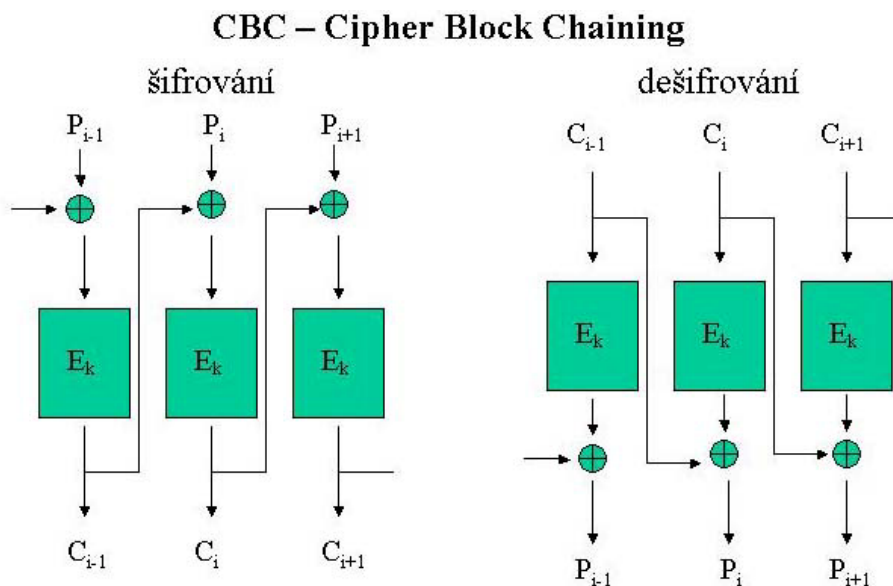 CBC – Cipher Block Chaining
šifrování
P_{i-1} P_i P_{i+1}
E_k E_k E_k
C_{i-1} C_i C_{i+1}
dešifrování
C_{i-1} C_i C_{i+1}
E_k E_k E_k
P_{i-1} P_i P_{i+1}